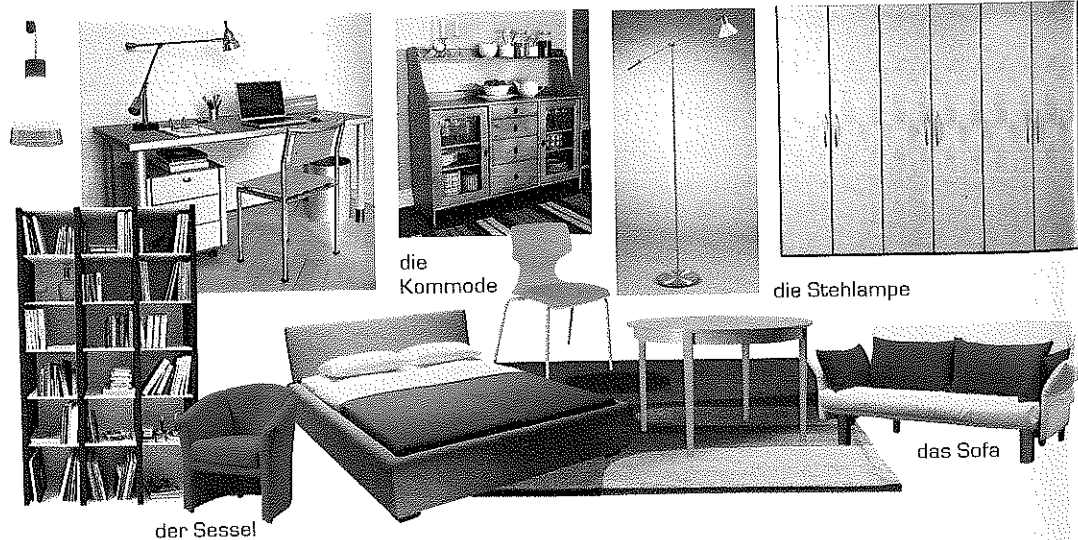 die
Kommode
die Stehlampe
das Sofa
der Sessel